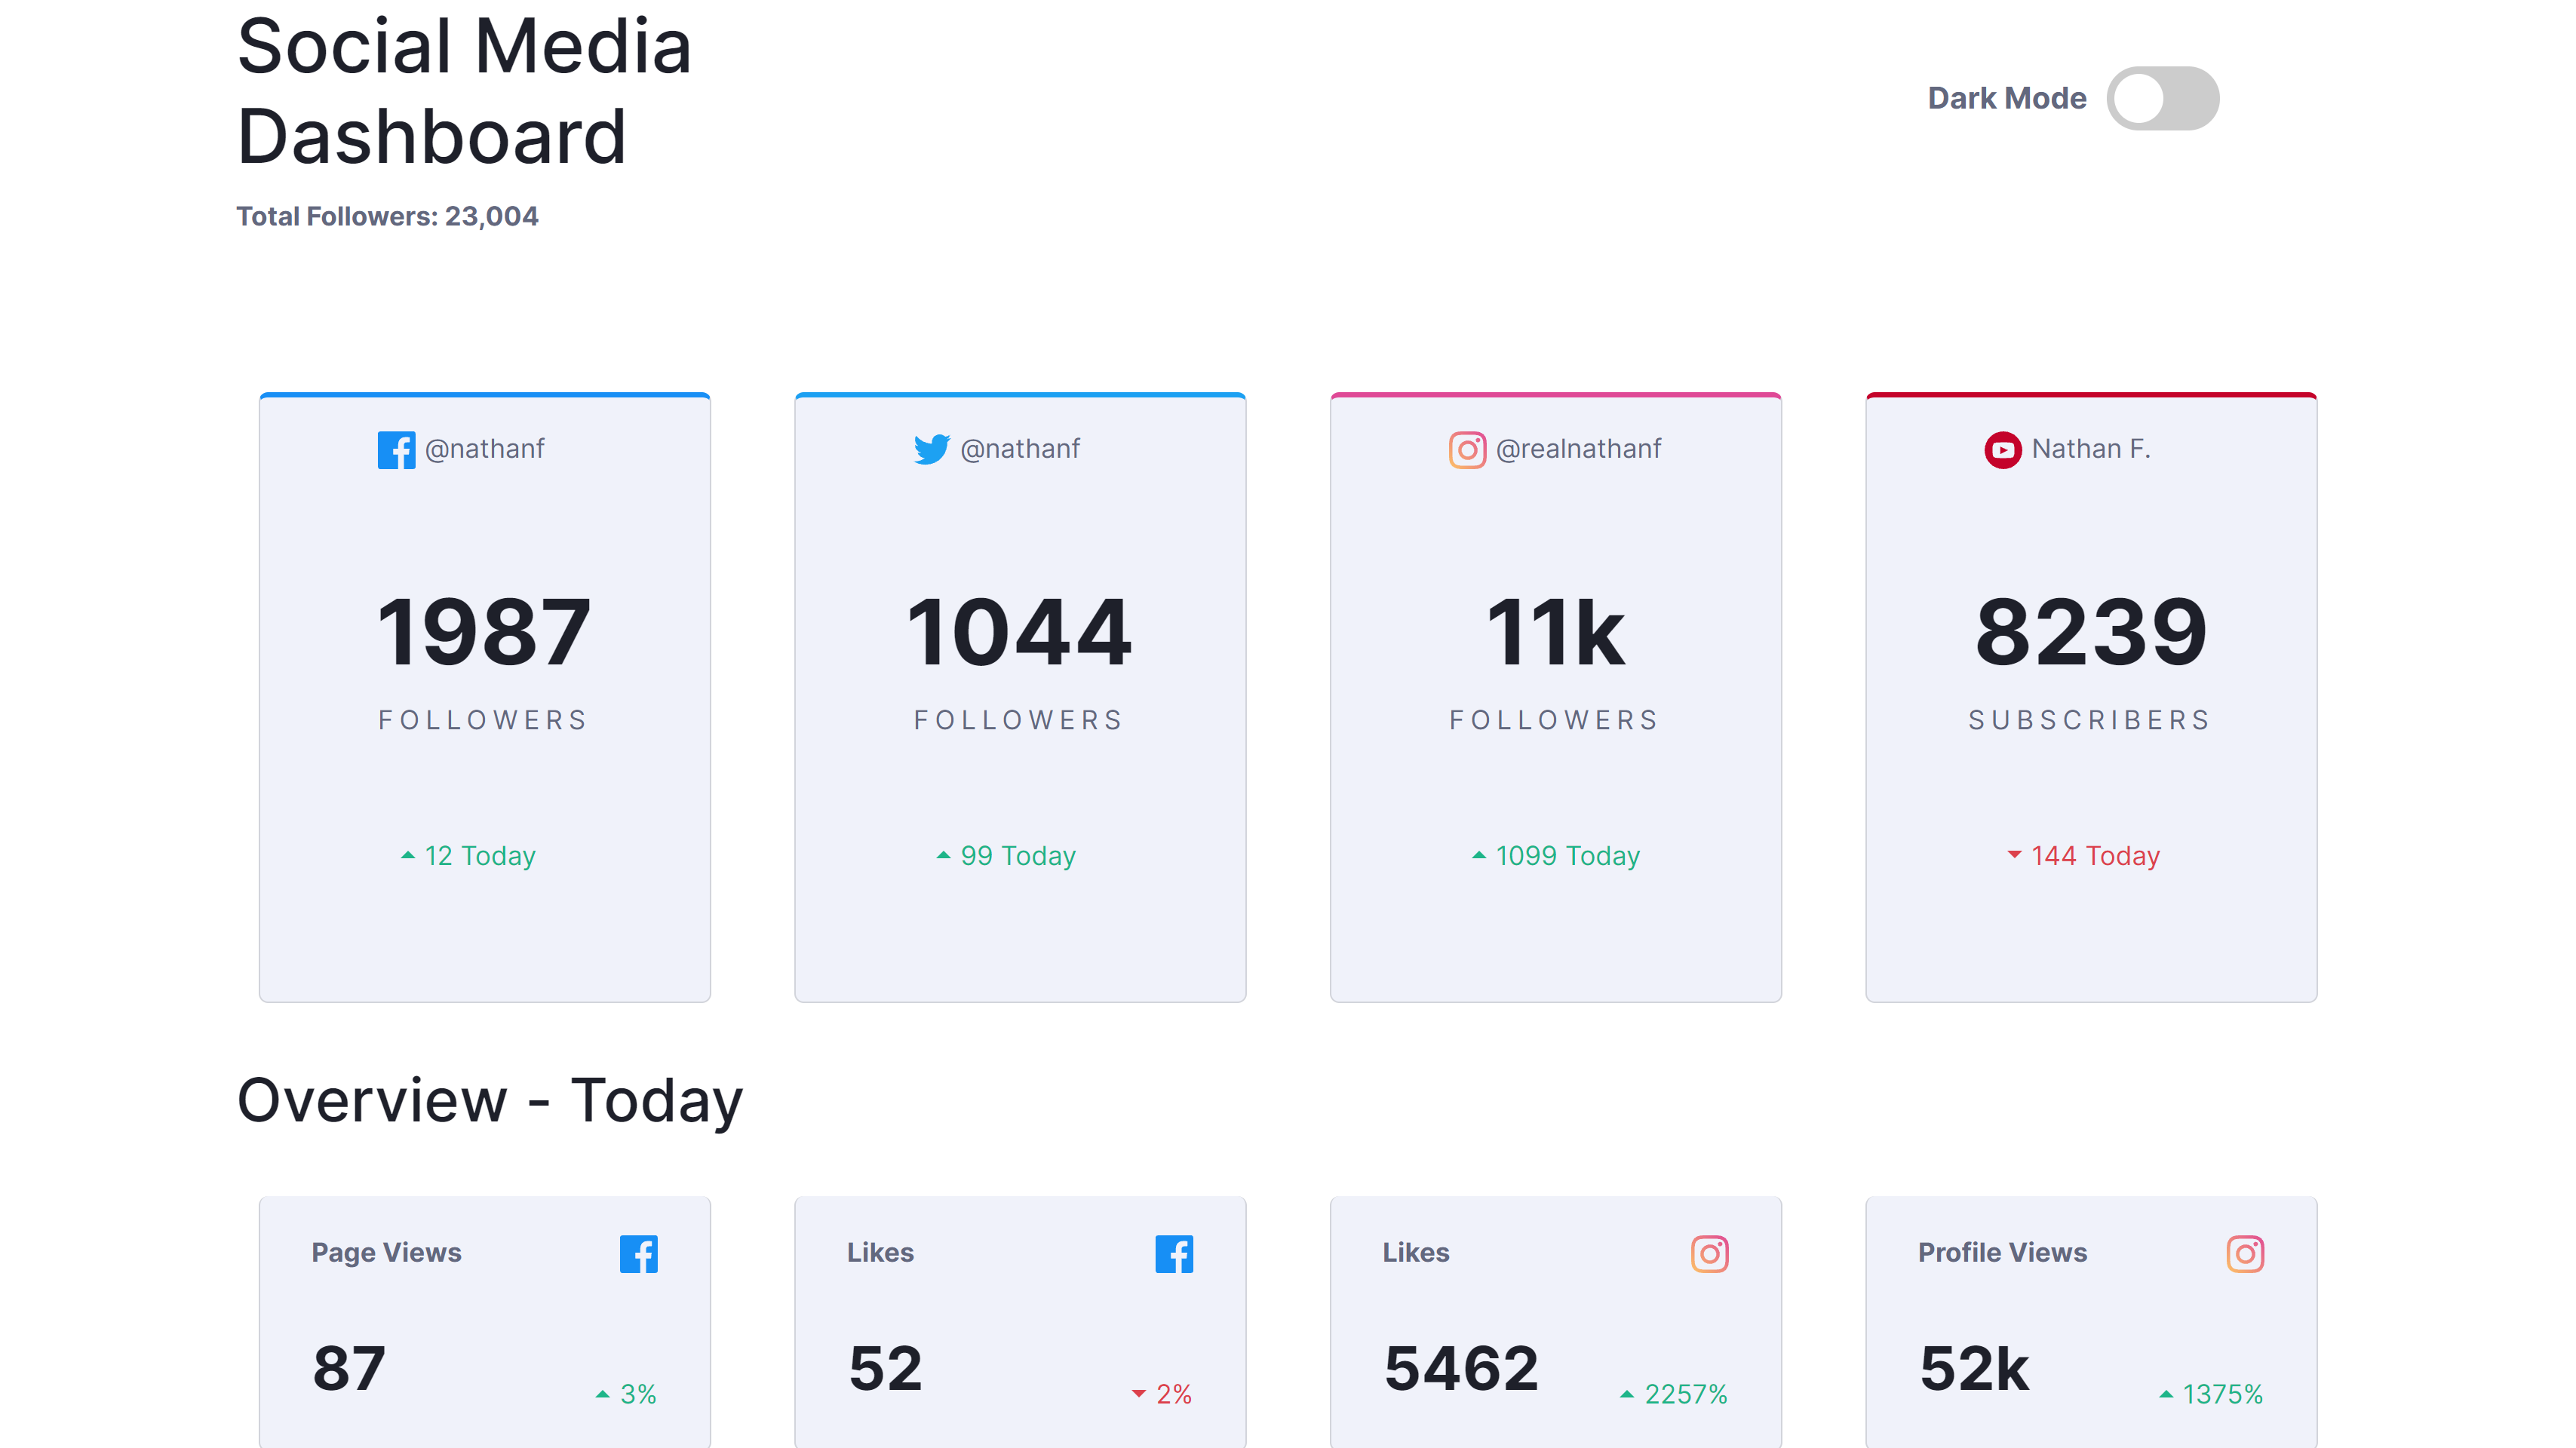 Social Media
Dashboard
Dark Mode
Total Followers: 23,004
@nathanf
@nathanf
@realnathanf
Nathan F.
1987
1044
11k
8239
FOLLOWERS
FOLLOWERS
FOLLOWERS
SUBSCRIBERS
12 Today
99 Today
1099 Today
144 Today
Overview - Today
Page Views
Likes
Likes
Profile Views
87
3%
52
2%
5462
2257%
52k
1375%